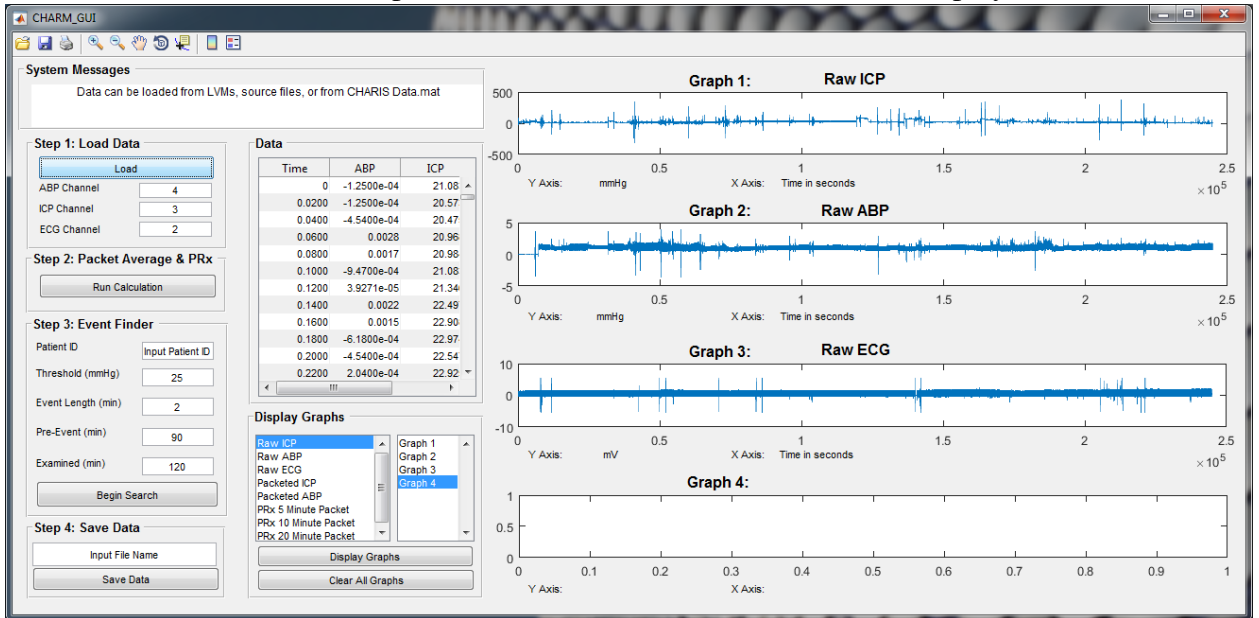 CHARM_GUI
System Messages
Data can be loaded from LVMs, source files, or from CHARIS Data.mat
Step 1: Load Data
Load
ABP Channel 4
ICP Channel 3
ECG Channel 2
Step 2: Packet Average & PRx
Run Calculation
Step 3: Event Finder
Patient ID Input Patient ID
Threshold (mmHg) 25
Event Length (min) 2
Pre-Event (min) 90
Examined (min) 120
Begin Search
Step 4: Save Data
Input File Name
Save Data
Data
Time ABP ICP
0 -1.2500e-04 21.08
0.0200 -1.2500e-04 20.57
0.0400 -4.5400e-04 20.47
0.0600 0.0028 20.96
0.0800 0.0017 20.98
0.1000 -9.4700e-04 21.08
0.1200 3.9271e-05 21.34
0.1400 0.0022 22.49
0.1600 0.0015 22.90
0.1800 -6.1800e-04 22.97
0.2000 -4.5400e-04 22.54
0.2200 2.0400e-04 22.92
Display Graphs
Raw ICP
Raw ABP
Raw ECG
Packeted ICP
Packeted ABP
PRx 5 Minute Packet
PRx 10 Minute Packet
PRx 20 Minute Packet
Graph 1
Graph 2
Graph 3
Graph 4
Display Graphs
Clear All Graphs
Graph 1: Raw ICP
500
0
-500
0 0.5 1 1.5 2 2.5
Y Axis: mmHg X Axis: Time in seconds
×10^5
Graph 2: Raw ABP
5
0
-5
0 0.5 1 1.5 2 2.5
Y Axis: mmHg X Axis: Time in seconds
×10^5
Graph 3: Raw ECG
10
0
-10
0 0.5 1 1.5 2 2.5
Y Axis: mV X Axis: Time in seconds
×10^5
Graph 4:
1
0.5
0
0 0.1 0.2 0.3 0.4 0.5 0.6 0.7 0.8 0.9 1
Y Axis: X Axis: